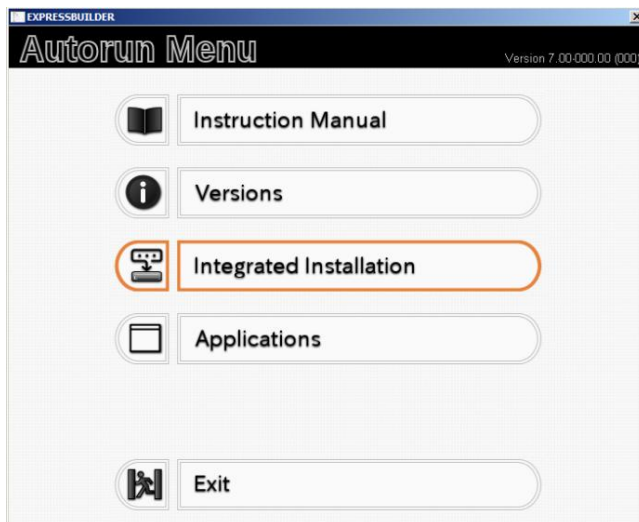 EXPRESSBUILDER
Autorun Menu
Version 7.00-000.00 (000)
Instruction Manual
Versions
Integrated Installation
Applications
Exit